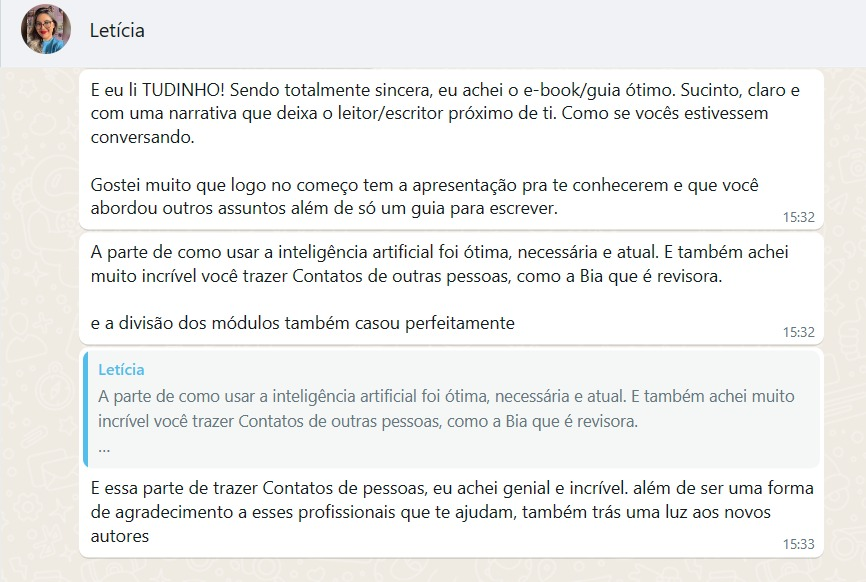 Letícia
E eu li TUDINHO! Sendo totalmente sincera, eu achei o e-book/guia ótimo. Sucinto, claro e
com uma narrativa que deixa o leitor/escritor próximo de ti. Como se vocês estivessem
conversando.
Gostei muito que logo no começo tem a apresentação pra te conhecerem e que você
abordou outros assuntos além de só um guia para escrever.
15:32
A parte de como usar a inteligência artificial foi ótima, necessária e atual. E também achei
muito incrível você trazer Contatos de outras pessoas, como a Bia que é revisora.
e a divisão dos módulos também casou perfeitamente
15:32
Letícia
A parte de como usar a inteligência artificial foi ótima, necessária e atual. E também achei muito
incrível você trazer Contatos de outras pessoas, como a Bia que é revisora.
...
E essa parte de trazer Contatos de pessoas, eu achei genial e incrível. além de ser uma forma
de agradecimento a esses profissionais que te ajudam, também trás uma luz aos novos
autores
15:33